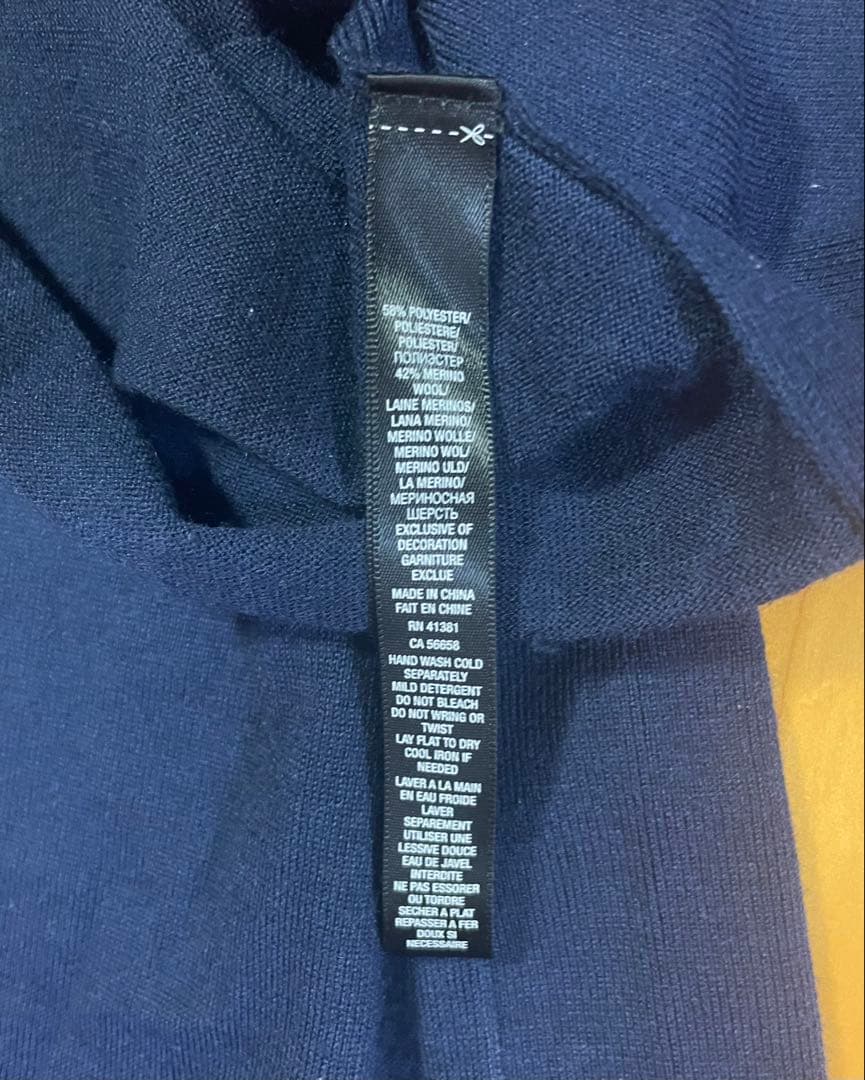 58% POLYESTER/
POLIESTERE/
POLIESTER/
ПОЛИЭСТЕР
42% MERINO
WOOL/
LAINE MERINOS/
LANA MERINO/
MERINO WOLLE/
MERINO WOL/
MERINO ULD/
LA MERINO/
МЕРИНОСНАЯ
ШЕРСТЬ
EXCLUSIVE OF
DECORATION
GARNITURE
EXCLUE
MADE IN CHINA
FAIT EN CHINE
RN 41381
CA 56658
HAND WASH COLD
SEPARATELY
MILD DETERGENT
DO NOT BLEACH
DO NOT WRING OR
TWIST
LAY FLAT TO DRY
COOL IRON IF
NEEDED
LAVER A LA MAIN
EN EAU FROIDE
LAVER
SEPAREMENT
UTILISER UNE
LESSIVE DOUCE
EAU DE JAVEL
INTERDITE
NE PAS ESSORER
OU TORDRE
SECHER A PLAT
REPASSER A FER
DOUX SI
NECESSAIRE